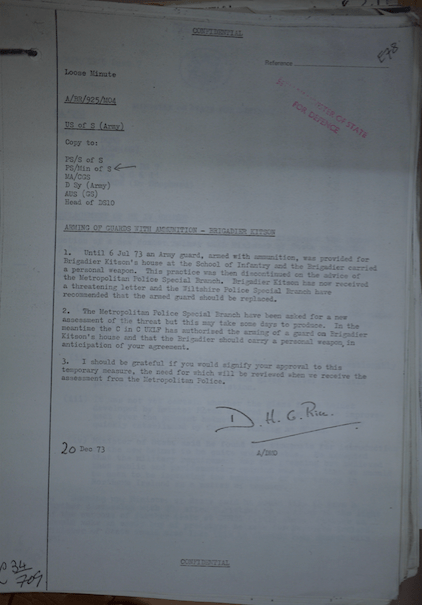 CONFIDENTIAL
Reference
E78
Loose Minute
OF STATE
FOR DEFENCE
US of S (Army)
Copy to:
PS/S of S
PS/Min of S
MA/CGS
D Sy (Army)
AUS (GS)
Head of DS10
ARMING OF GUARDS WITH AMMUNITION - BRIGADIER KITSON
1. Until 6 Jul 73 an Army guard, armed with ammunition, was provided for
Brigadier Kitson's house at the School of Infantry and the Brigadier carried
a personal weapon. This practice was then discontinued on the advice of
the Metropolitan Police Special Branch. Brigadier Kitson has now received
a threatening letter and the Wiltshire Police Special Branch have
recommended that the armed guard should be replaced.
2. The Metropolitan Police Special Branch have been asked for a new
assessment of the threat but this may take some days to produce. In the
meantime the C in C UKLF has authorised the arming of a guard on Brigadier
Kitson's house and that the Brigadier should carry a personal weapon, in
anticipation of your agreement.
3. I should be grateful if you would signify your approval to this
temporary measure, the need for which will be reviewed when we receive the
assessment from the Metropolitan Police.
D. H. G.
20 Dec 73
CONFIDENTIAL
34
709